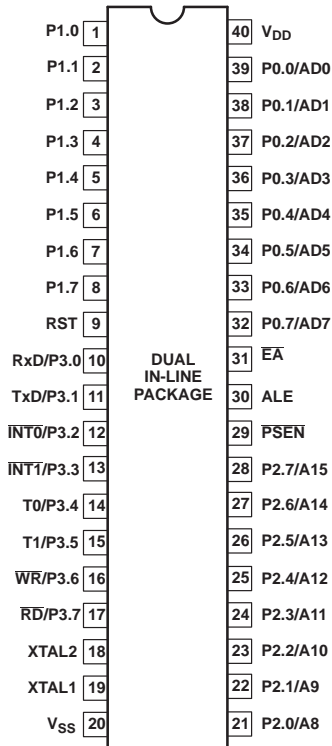 P1.0 1 40 VDD
P1.1 2 39 P0.0/AD0
P1.2 3 38 P0.1/AD1
P1.3 4 37 P0.2/AD2
P1.4 5 36 P0.3/AD3
P1.5 6 35 P0.4/AD4
P1.6 7 34 P0.5/AD5
P1.7 8 33 P0.6/AD6
RST 9 32 P0.7/AD7
RxD/P3.0 10 31 E̅A̅
TxD/P3.1 11 30 ALE
I̅N̅T̅0̅/P3.2 12 29 P̅S̅E̅N̅
I̅N̅T̅1̅/P3.3 13 28 P2.7/A15
T0/P3.4 14 27 P2.6/A14
T1/P3.5 15 26 P2.5/A13
W̅R̅/P3.6 16 25 P2.4/A12
R̅D̅/P3.7 17 24 P2.3/A11
XTAL2 18 23 P2.2/A10
XTAL1 19 22 P2.1/A9
VSS 20 21 P2.0/A8
DUAL
IN-LINE
PACKAGE